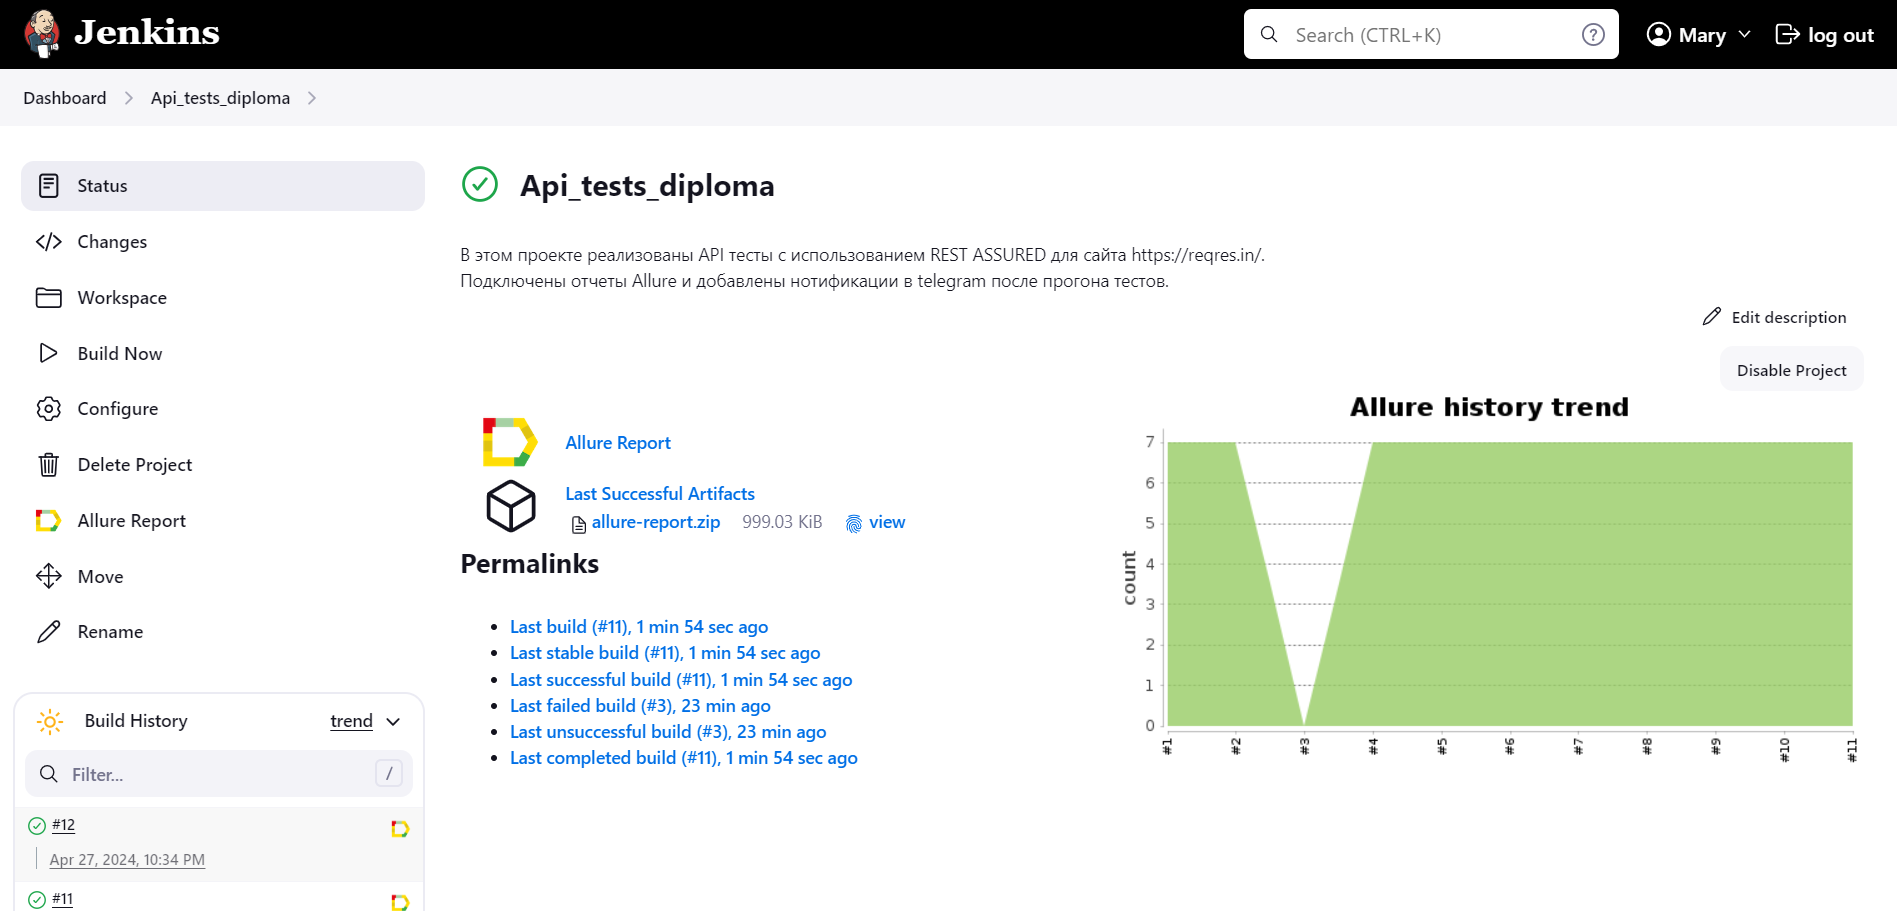 Jenkins
Search (CTRL+K)
?
Mary
log out
Dashboard
Api_tests_diploma
Status
Changes
Workspace
Build Now
Configure
Delete Project
Allure Report
Move
Rename
Build History
trend
Filter...
/
#12
Apr 27, 2024, 10:34 PM
#11
Api_tests_diploma
В этом проекте реализованы API тесты с использованием REST ASSURED для сайта https://reqres.in/.
Подключены отчеты Allure и добавлены нотификации в telegram после прогона тестов.
Edit description
Disable Project
Allure Report
Last Successful Artifacts
allure-report.zip 999.03 KiB view
Permalinks
Last build (#11), 1 min 54 sec ago
Last stable build (#11), 1 min 54 sec ago
Last successful build (#11), 1 min 54 sec ago
Last failed build (#3), 23 min ago
Last unsuccessful build (#3), 23 min ago
Last completed build (#11), 1 min 54 sec ago
Allure history trend
count
7
6
5
4
3
2
1
0
#1 #2 #3 #4 #5 #6 #7 #8 #9 #10 #11